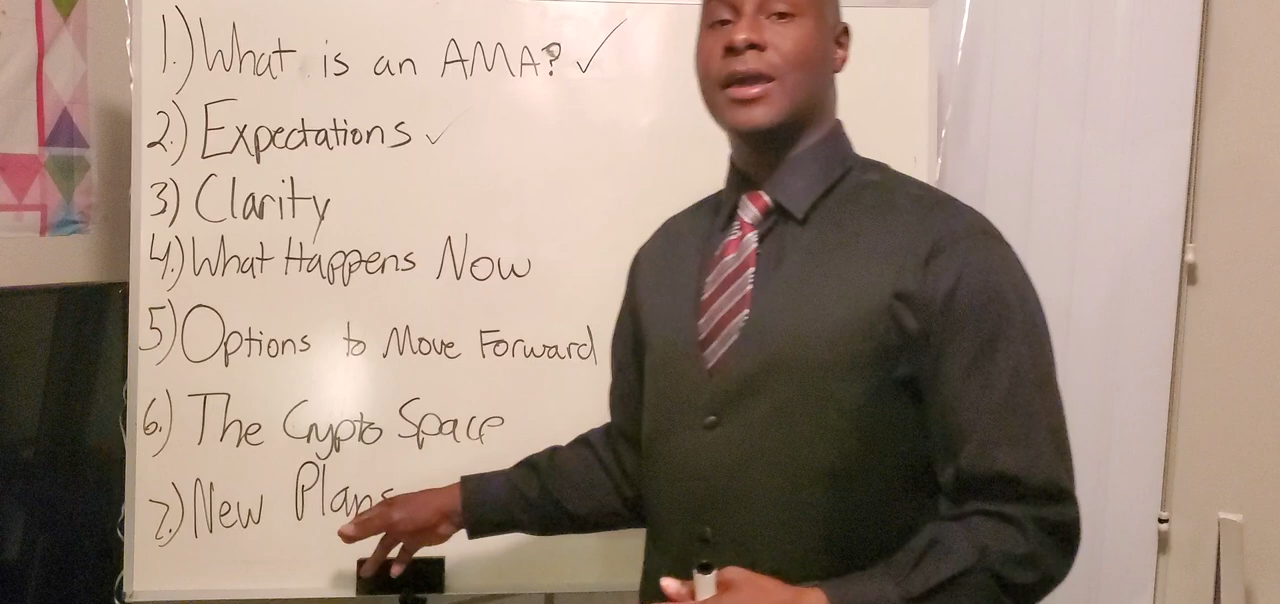 1.) What is an AMA? ✓
2.) Expectations ✓
3) Clarity
4.) What Happens Now
5) Options to Move Forward
6.) The Crypto Space
7.) New Plans